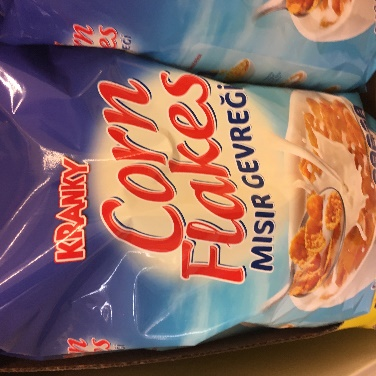 KRANKY
Corn
Flakes
MISIR GEVREĞİ